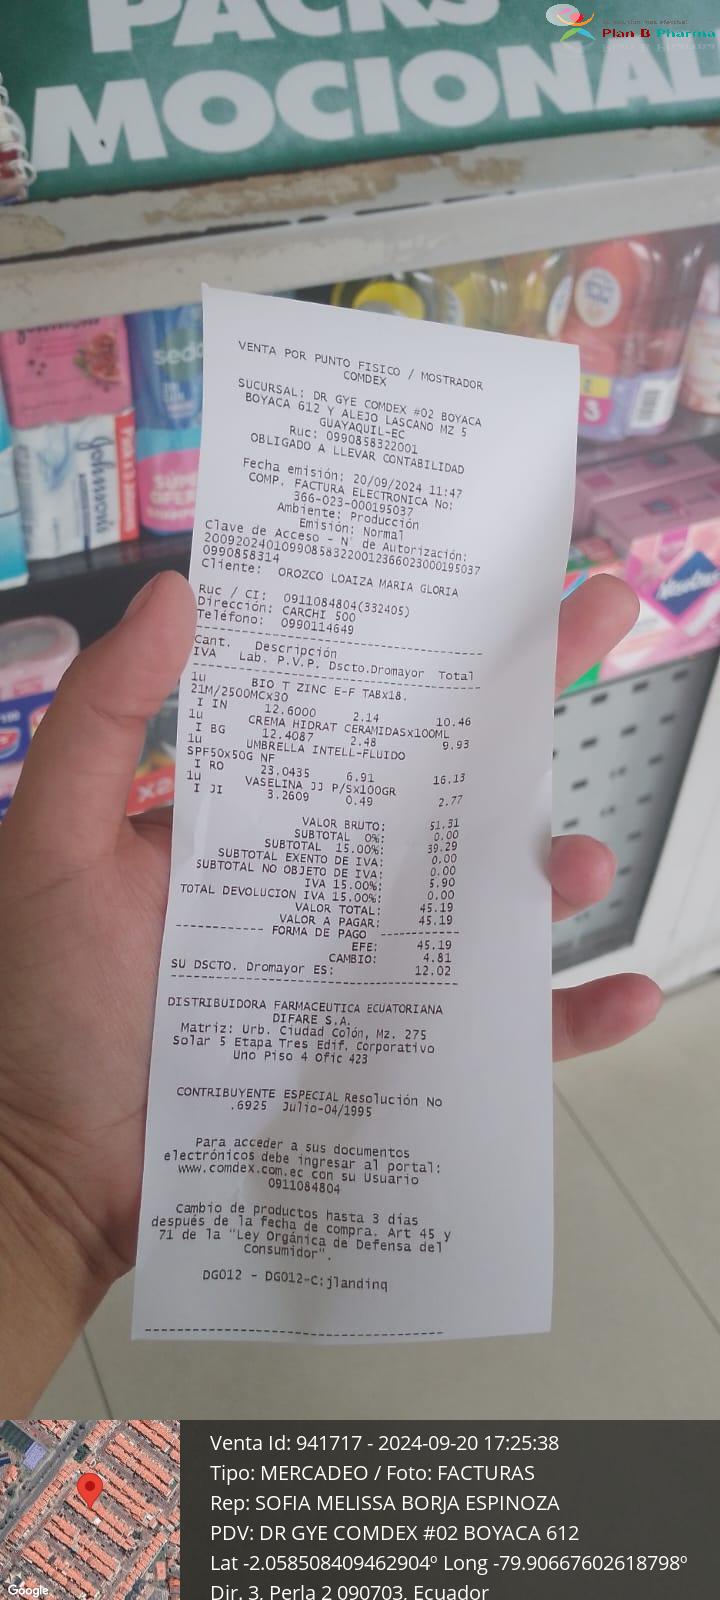 PACKS
MOCIONAL
Plan B Pharma
VENTA POR PUNTO FISICO / MOSTRADOR
COMDEX
SUCURSAL: DR GYE COMDEX #02 BOYACA
BOYACA 612 Y ALEJO LASCANO MZ 5
GUAYAQUIL-EC
Ruc: 0990858322001
OBLIGADO A LLEVAR CONTABILIDAD
Fecha emisión: 20/09/2024 11:47
COMP. FACTURA ELECTRONICA No:
366-023-000195037
Ambiente: Producción
Emisión: Normal
Clave de Acceso - N° de Autorización:
200920240109908583220012366023000195037
0990858314
Cliente: OROZCO LOAIZA MARIA GLORIA
Ruc / CI: 0911084804(332405)
Dirección: CARCHI 500
Teléfono: 0990114649
Cant. Descripción
IVA Lab. P.V.P. Dscto.Dromayor Total
1u BIO T ZINC E-F TABx18.
21M/2500MCx30
I IN 12.6000 2.14 10.46
1u CREMA HIDRAT CERAMIDASx100ML
I BG 12.4087 2.48 9.93
1u UMBRELLA INTELL-FLUIDO
SPF50x50G NF
I RO 23.0435 6.91 16.13
1u VASELINA JJ P/Sx100GR
I JI 3.2609 0.49 2.77
VALOR BRUTO: 51.31
SUBTOTAL 0%: 0.00
SUBTOTAL 15.00%: 39.29
SUBTOTAL EXENTO DE IVA: 0.00
SUBTOTAL NO OBJETO DE IVA: 0.00
IVA 15.00%: 5.90
TOTAL DEVOLUCION IVA 15.00%: 0.00
VALOR TOTAL: 45.19
VALOR A PAGAR: 45.19
------------ FORMA DE PAGO ------------
EFE: 45.19
CAMBIO: 4.81
SU DSCTO. Dromayor ES: 12.02
DISTRIBUIDORA FARMACEUTICA ECUATORIANA
DIFARE S.A.
Matriz: Urb. Ciudad Colón, Mz. 275
Solar 5 Etapa Tres Edif. Corporativo
Uno Piso 4 Ofic 423
CONTRIBUYENTE ESPECIAL Resolución No
.6925 Julio-04/1995
Para acceder a sus documentos
electrónicos debe ingresar al portal:
www.comdex.com.ec con su Usuario
0911084804
Cambio de productos hasta 3 días
después de la fecha de compra. Art 45 y
71 de la "Ley Orgánica de Defensa del
Consumidor".
DG012 - DG012-C:jlandinq
Venta Id: 941717 - 2024-09-20 17:25:38
Tipo: MERCADEO / Foto: FACTURAS
Rep: SOFIA MELISSA BORJA ESPINOZA
PDV: DR GYE COMDEX #02 BOYACA 612
Lat -2.058508409462904º Long -79.90667602618798º
Dir. 3, Perla 2 090703, Ecuador
Google